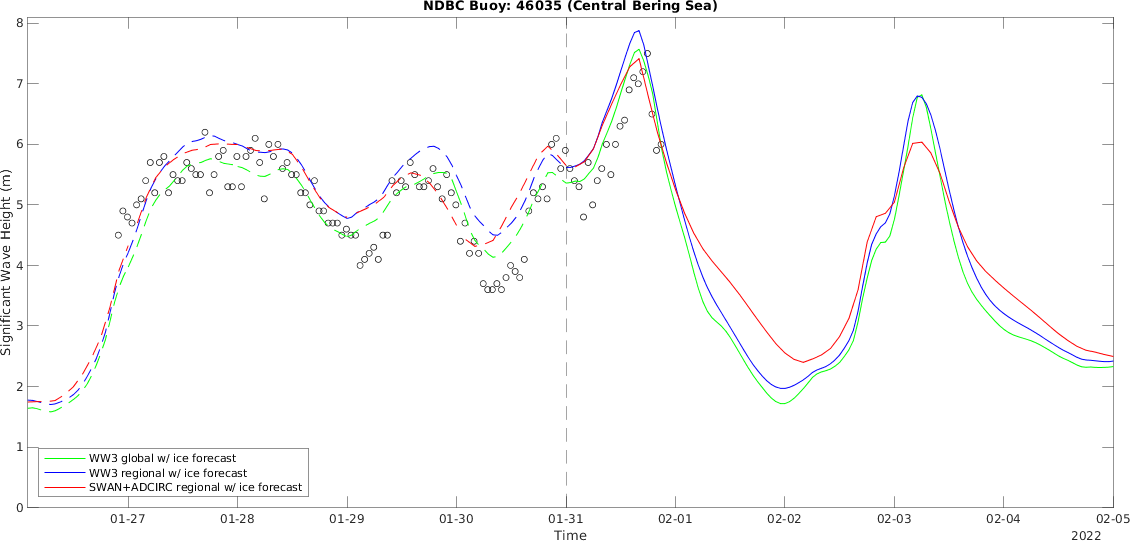 NDBC Buoy: 46035 (Central Bering Sea)
8
7
6
5
4
3
2
1
0
Significant Wave Height (m)
WW3 global w/ ice forecast
WW3 regional w/ ice forecast
SWAN+ADCIRC regional w/ ice forecast
01-27 01-28 01-29 01-30 01-31 02-01 02-02 02-03 02-04 02-05
Time
2022